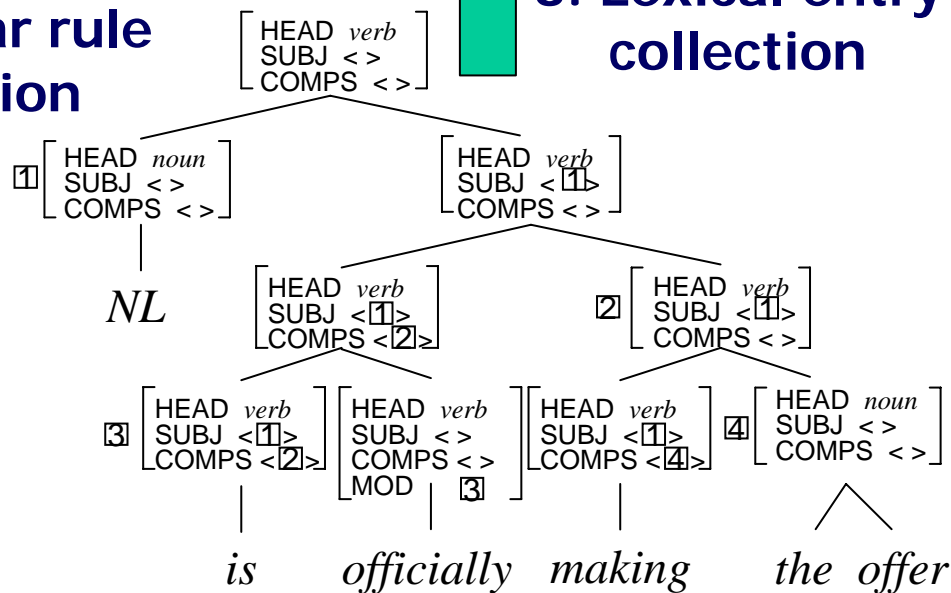 ar rule
ion
3. Lexical entry
collection
HEAD verb
SUBJ < >
COMPS < >
1
HEAD noun
SUBJ < >
COMPS < >
HEAD verb
SUBJ < 1 >
COMPS < >
NL
HEAD verb
SUBJ < 1 >
COMPS < 2 >
2
HEAD verb
SUBJ < 1 >
COMPS < >
3
HEAD verb
SUBJ < 1 >
COMPS < 2 >
HEAD verb
SUBJ < >
COMPS < >
MOD 3
HEAD verb
SUBJ < 1 >
COMPS < 4 >
4
HEAD noun
SUBJ < >
COMPS < >
is officially making the offer